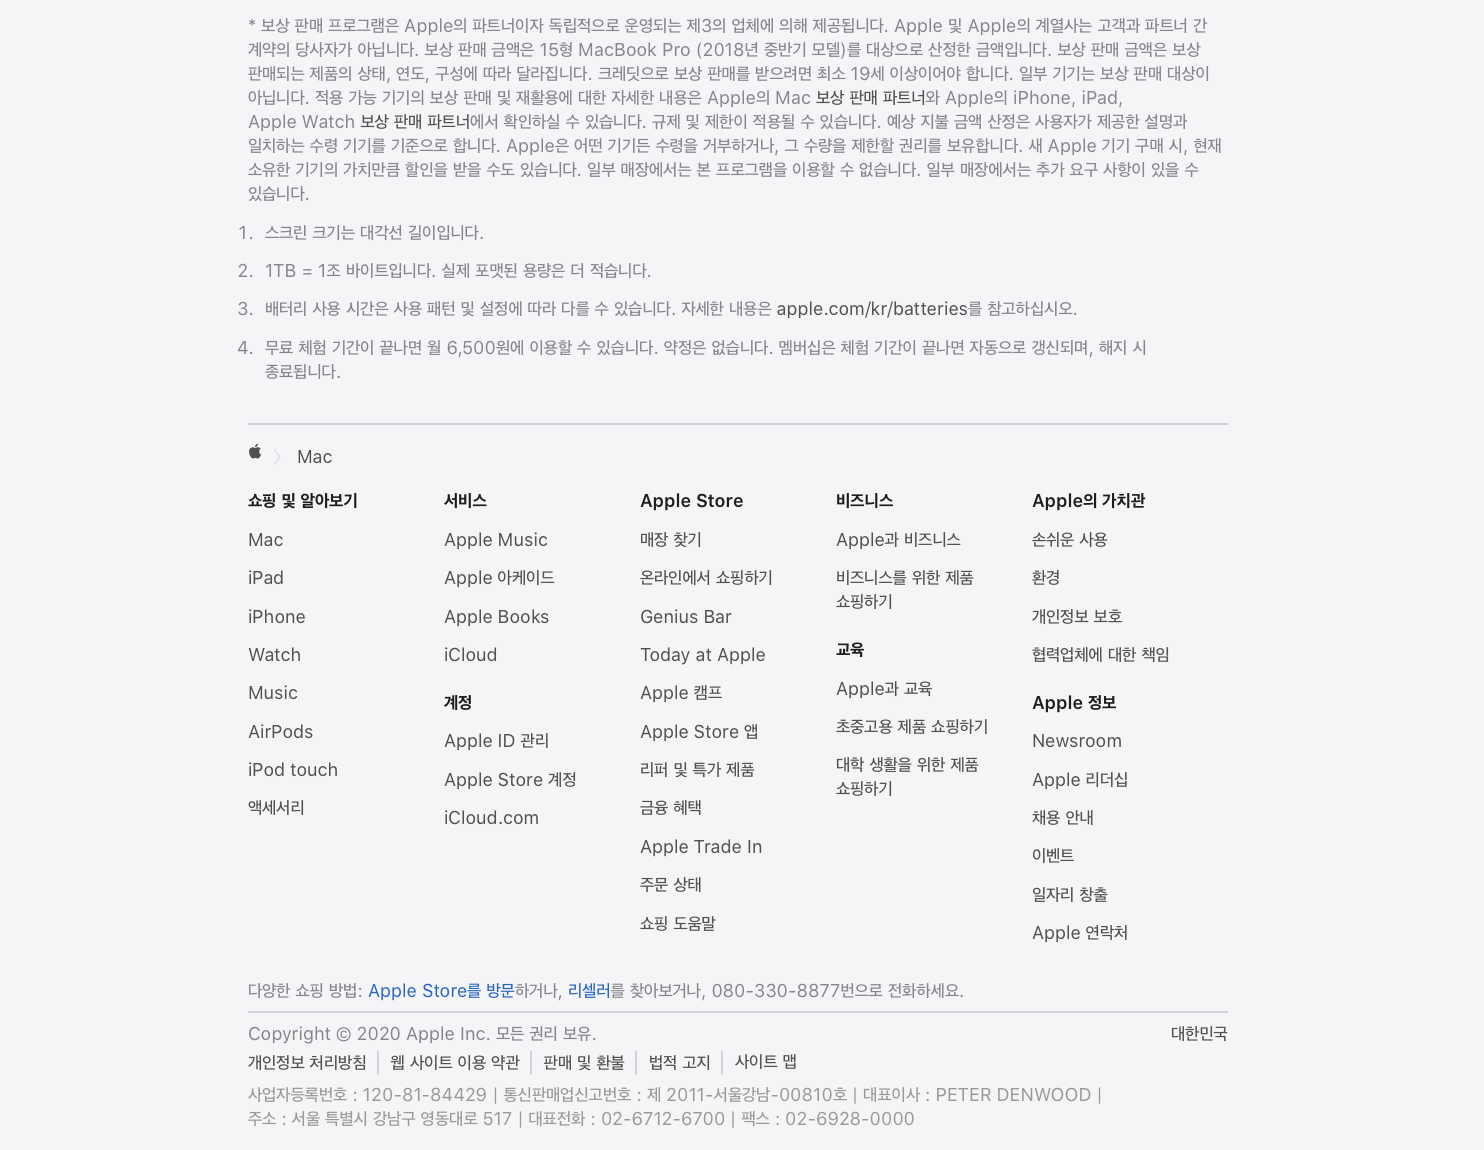 * 보상 판매 프로그램은 Apple의 파트너이자 독립적으로 운영되는 제3의 업체에 의해 제공됩니다. Apple 및 Apple의 계열사는 고객과 파트너 간
계약의 당사자가 아닙니다. 보상 판매 금액은 15형 MacBook Pro (2018년 중반기 모델)를 대상으로 산정한 금액입니다. 보상 판매 금액은 보상
판매되는 제품의 상태, 연도, 구성에 따라 달라집니다. 크레딧으로 보상 판매를 받으려면 최소 19세 이상이어야 합니다. 일부 기기는 보상 판매 대상이
아닙니다. 적용 가능 기기의 보상 판매 및 재활용에 대한 자세한 내용은 Apple의 Mac 보상 판매 파트너와 Apple의 iPhone, iPad,
Apple Watch 보상 판매 파트너에서 확인하실 수 있습니다. 규제 및 제한이 적용될 수 있습니다. 예상 지불 금액 산정은 사용자가 제공한 설명과
일치하는 수령 기기를 기준으로 합니다. Apple은 어떤 기기든 수령을 거부하거나, 그 수량을 제한할 권리를 보유합니다. 새 Apple 기기 구매 시, 현재
소유한 기기의 가치만큼 할인을 받을 수도 있습니다. 일부 매장에서는 본 프로그램을 이용할 수 없습니다. 일부 매장에서는 추가 요구 사항이 있을 수
있습니다.
1. 스크린 크기는 대각선 길이입니다.
2. 1TB = 1조 바이트입니다. 실제 포맷된 용량은 더 적습니다.
3. 배터리 사용 시간은 사용 패턴 및 설정에 따라 다를 수 있습니다. 자세한 내용은 apple.com/kr/batteries를 참고하십시오.
4. 무료 체험 기간이 끝나면 월 6,500원에 이용할 수 있습니다. 약정은 없습니다. 멤버십은 체험 기간이 끝나면 자동으로 갱신되며, 해지 시
종료됩니다.
Mac
쇼핑 및 알아보기
Mac
iPad
iPhone
Watch
Music
AirPods
iPod touch
액세서리
서비스
Apple Music
Apple 아케이드
Apple Books
iCloud
계정
Apple ID 관리
Apple Store 계정
iCloud.com
Apple Store
매장 찾기
온라인에서 쇼핑하기
Genius Bar
Today at Apple
Apple 캠프
Apple Store 앱
리퍼 및 특가 제품
금융 혜택
Apple Trade In
주문 상태
쇼핑 도움말
비즈니스
Apple과 비즈니스
비즈니스를 위한 제품
쇼핑하기
교육
Apple과 교육
초중고용 제품 쇼핑하기
대학 생활을 위한 제품
쇼핑하기
Apple의 가치관
손쉬운 사용
환경
개인정보 보호
협력업체에 대한 책임
Apple 정보
Newsroom
Apple 리더십
채용 안내
이벤트
일자리 창출
Apple 연락처
다양한 쇼핑 방법: Apple Store를 방문하거나, 리셀러를 찾아보거나, 080-330-8877번으로 전화하세요.
Copyright © 2020 Apple Inc. 모든 권리 보유. 대한민국
개인정보 처리방침 | 웹 사이트 이용 약관 | 판매 및 환불 | 법적 고지 | 사이트 맵
사업자등록번호 : 120-81-84429 | 통신판매업신고번호 : 제 2011-서울강남-00810호 | 대표이사 : PETER DENWOOD |
주소 : 서울 특별시 강남구 영동대로 517 | 대표전화 : 02-6712-6700 | 팩스 : 02-6928-0000